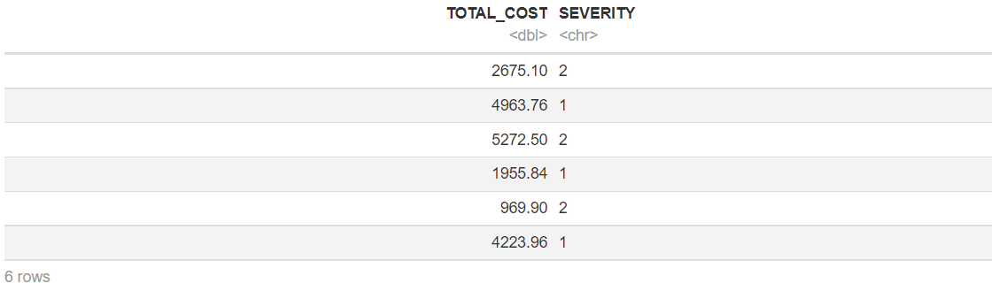 TOTAL_COST SEVERITY
<dbl> <chr>
2675.10 2
4963.76 1
5272.50 2
1955.84 1
969.90 2
4223.96 1
6 rows